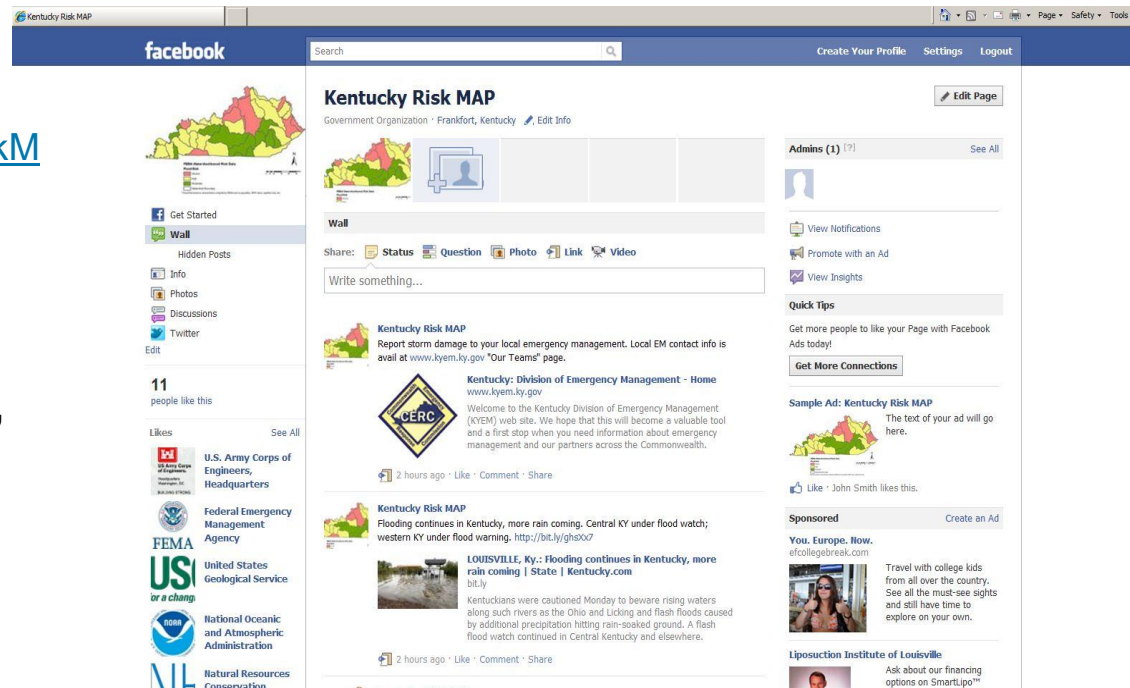 Kentucky Risk MAP
Page
Safety
Tools
kM
,
facebook
Search
Create Your Profile
Settings
Logout
Get Started
Wall
Hidden Posts
Info
Photos
Discussions
Twitter
Edit
11
people like this
Likes
See All
U.S. Army Corps of
Engineers,
Headquarters
FEMA
Federal Emergency
Management
Agency
US
or a chang
United States
Geological Service
NOAA
National Oceanic
and Atmospheric
Administration
Natural Resources
Conservation
Kentucky Risk MAP
Government Organization · Frankfort, Kentucky Edit Info
Wall
Share: Status Question Photo Link Video
Write something...
Kentucky Risk MAP
Report storm damage to your local emergency management. Local EM contact info is
avail at www.kyem.ky.gov "Our Teams" page.
CERC
Kentucky: Division of Emergency Management - Home
www.kyem.ky.gov
Welcome to the Kentucky Division of Emergency Management
(KYEM) web site. We hope that this will become a valuable tool
and a first stop when you need information about emergency
management and our partners across the Commonwealth.
2 hours ago · Like · Comment · Share
Kentucky Risk MAP
Flooding continues in Kentucky, more rain coming. Central KY under flood watch;
western KY under flood warning. http://bit.ly/ghsXx7
LOUISVILLE, Ky.: Flooding continues in Kentucky, more
rain coming | State | Kentucky.com
bit.ly
Kentuckians were cautioned Monday to beware rising waters
along such rivers as the Ohio and Licking and flash floods caused
by additional precipitation hitting rain-soaked ground. A flash
flood watch continued in Central Kentucky and elsewhere.
2 hours ago · Like · Comment · Share
Edit Page
Admins (1) [?]
See All
View Notifications
Promote with an Ad
View Insights
Quick Tips
Get more people to like your Page with Facebook
Ads today!
Get More Connections
Sample Ad: Kentucky Risk MAP
The text of your ad will go
here.
Like · John Smith likes this.
Sponsored
Create an Ad
You. Europe. Now.
efcollegebreak.com
Travel with college kids
from all over the country.
See all the must-see sights
and still have time to
explore on your own.
Liposuction Institute of Louisville
Ask about our financing
options on SmartLipo™